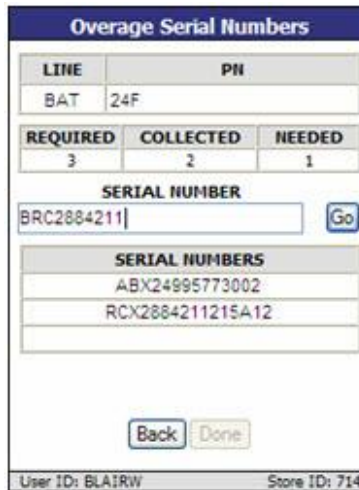 Overage Serial Numbers
LINE PN
BAT 24F
REQUIRED COLLECTED NEEDED
3 2 1
SERIAL NUMBER
BRC2884211 Go
SERIAL NUMBERS
ABX24995773002
RCX2884211215A12
Back Done
User ID: BLAIRW Store ID: 714